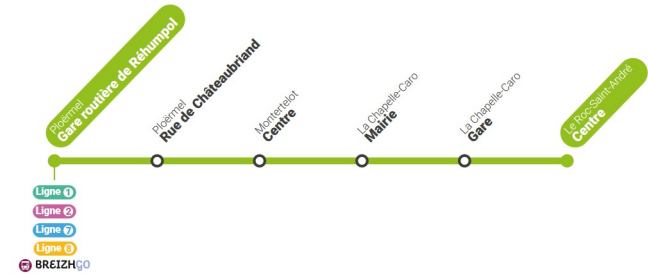 Ploërmel
Gare routière de Réhumpol
Ploërmel
Rue de Châteaubriand
Montertelot
Centre
La Chapelle-Caro
Mairie
La Chapelle-Caro
Gare
Le Roc-Saint-André
Centre
Ligne 1
Ligne 2
Ligne 7
Ligne 8
BREIZHGO